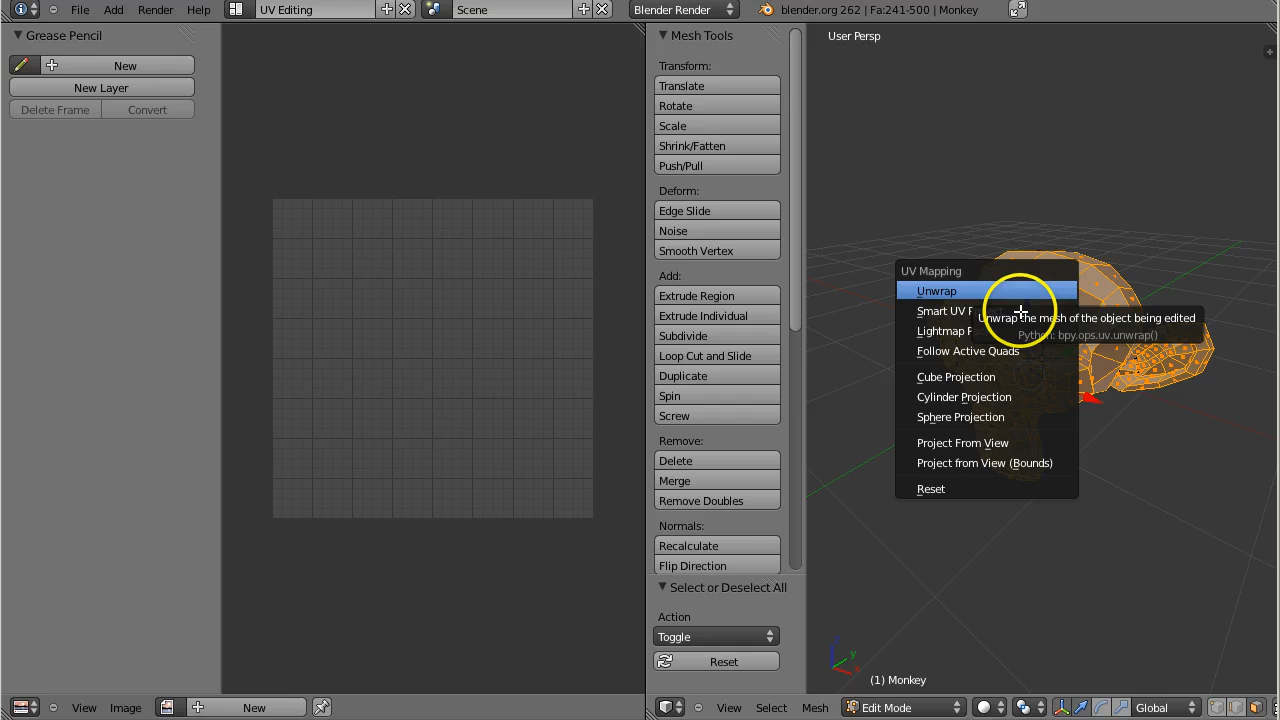 File Add Render Help UV Editing Scene Blender Render blender.org 262 | Fa:241-500 | Monkey
Grease Pencil
New
New Layer
Delete Frame Convert
Mesh Tools
Transform:
Translate
Rotate
Scale
Shrink/Fatten
Push/Pull
Deform:
Edge Slide
Noise
Smooth Vertex
Add:
Extrude Region
Extrude Individual
Subdivide
Loop Cut and Slide
Duplicate
Spin
Screw
Remove:
Delete
Merge
Remove Doubles
Normals:
Recalculate
Flip Direction
Select or Deselect All
Action
Toggle
Reset
User Persp
UV Mapping
Unwrap
Smart UV P
Unwrap the mesh of the object being edited
Python: bpy.ops.uv.unwrap()
Lightmap P
Follow Active Quads
Cube Projection
Cylinder Projection
Sphere Projection
Project From View
Project from View (Bounds)
Reset
y
x
(1) Monkey
View Image New
View Select Mesh Edit Mode Global